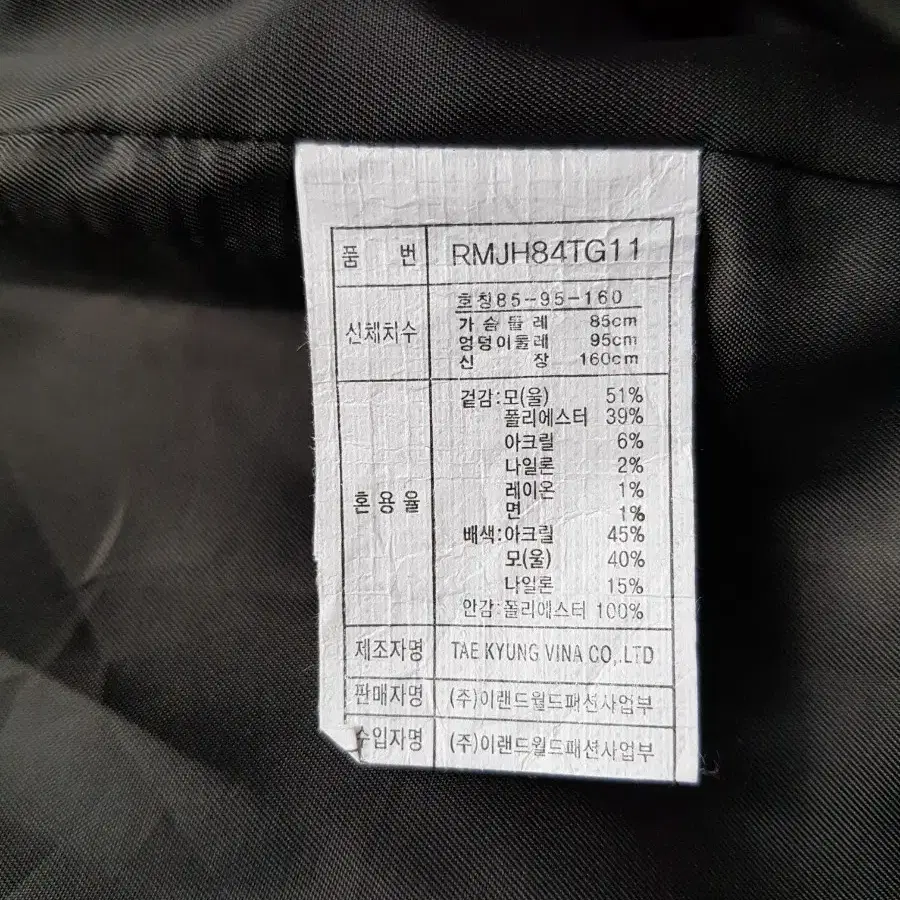 품 번 RMJH84TG11
신체치수
호칭85-95-160
가슴둘레 85cm
엉덩이둘레 95cm
신 장 160cm
혼용율
겉감:모(울) 51%
폴리에스터 39%
아크릴 6%
나일론 2%
레이온 1%
면 1%
배색:아크릴 45%
모(울) 40%
나일론 15%
안감:폴리에스터 100%
제조자명 TAE KYUNG VINA CO,.LTD
판매자명 (주)이랜드월드패션사업부
수입자명 (주)이랜드월드패션사업부